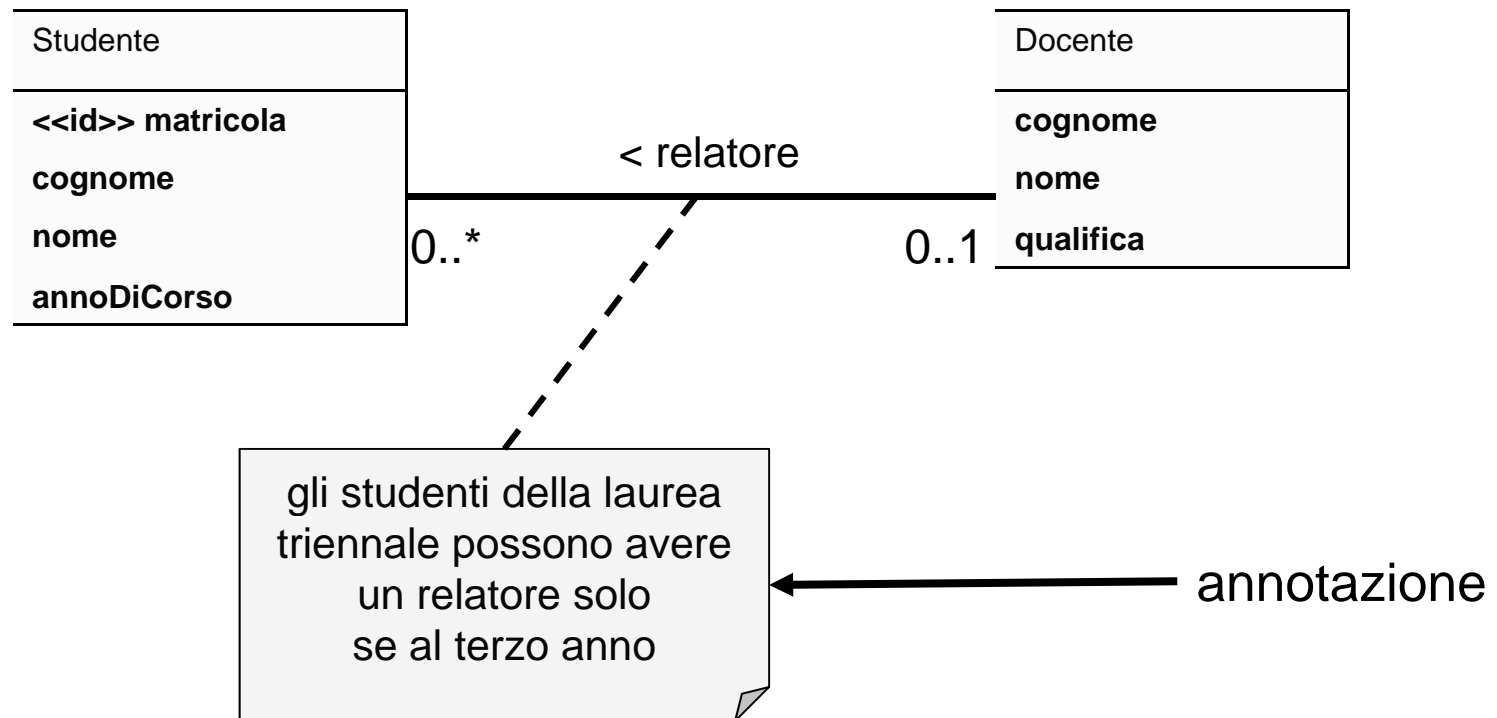 Studente
<<id>> matricola
cognome
nome
annoDiCorso
< relatore
0..*
0..1
Docente
cognome
nome
qualifica
gli studenti della laurea
triennale possono avere
un relatore solo
se al terzo anno
annotazione